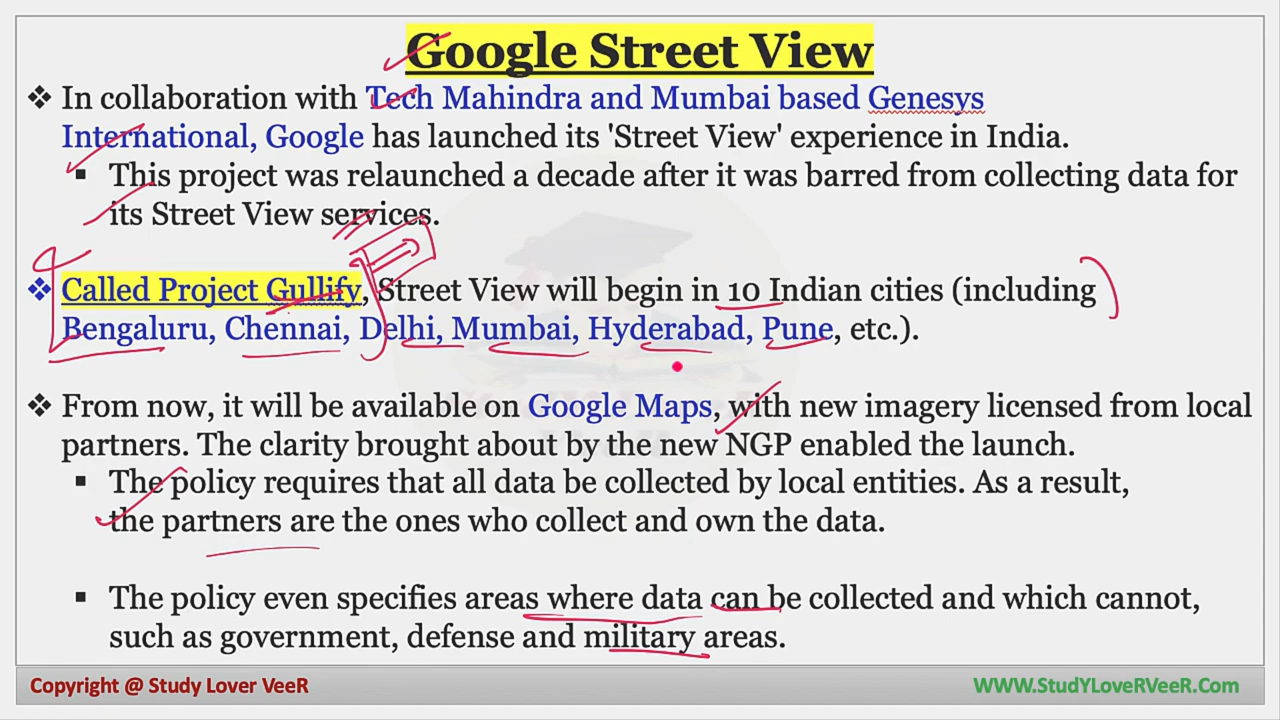 Google Street View
❖ In collaboration with Tech Mahindra and Mumbai based Genesys
International, Google has launched its 'Street View' experience in India.
▪ This project was relaunched a decade after it was barred from collecting data for
its Street View services.
❖ Called Project Gullify, Street View will begin in 10 Indian cities (including
Bengaluru, Chennai, Delhi, Mumbai, Hyderabad, Pune, etc.).
❖ From now, it will be available on Google Maps, with new imagery licensed from local
partners. The clarity brought about by the new NGP enabled the launch.
▪ The policy requires that all data be collected by local entities. As a result,
the partners are the ones who collect and own the data.
▪ The policy even specifies areas where data can be collected and which cannot,
such as government, defense and military areas.
Copyright @ Study Lover VeeR
WWW.StudYLoveRVeeR.Com